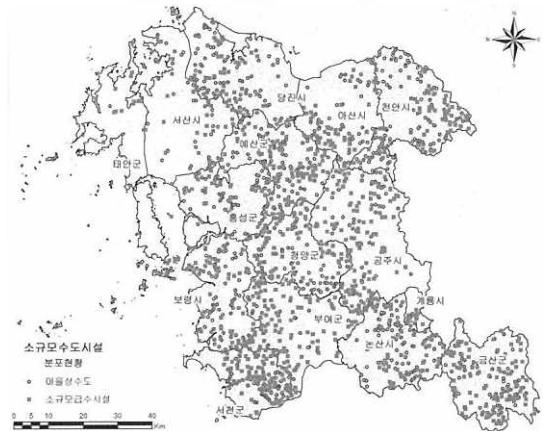 당진시
아산시
천안시
서산시
예산군
태안군
홍성군
청양군
공주시
보령시
부여군
계룡시
논산시
금산군
서천군
소규모수도시설
분포현황
마을상수도
소규모급수시설
0 5 10 20 30 40
Km